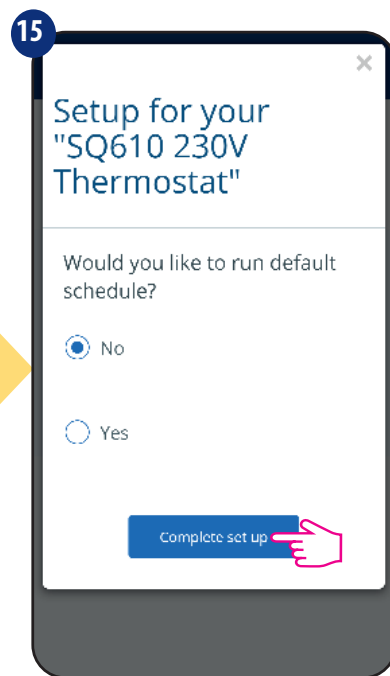 15
×
Setup for your
"SQ610 230V
Thermostat"
Would you like to run default
schedule?
No
Yes
Complete set up